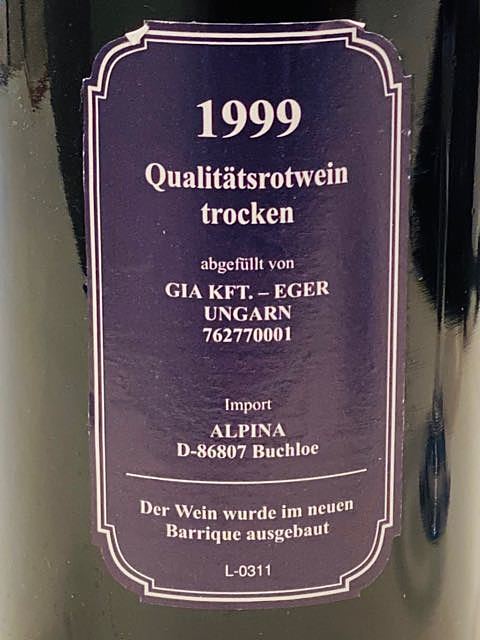 1999
Qualitätsrotwein
trocken
abgefüllt von
GIA KFT. – EGER
UNGARN
762770001
Import
ALPINA
D-86807 Buchloe
Der Wein wurde im neuen
Barrique ausgebaut
L-0311